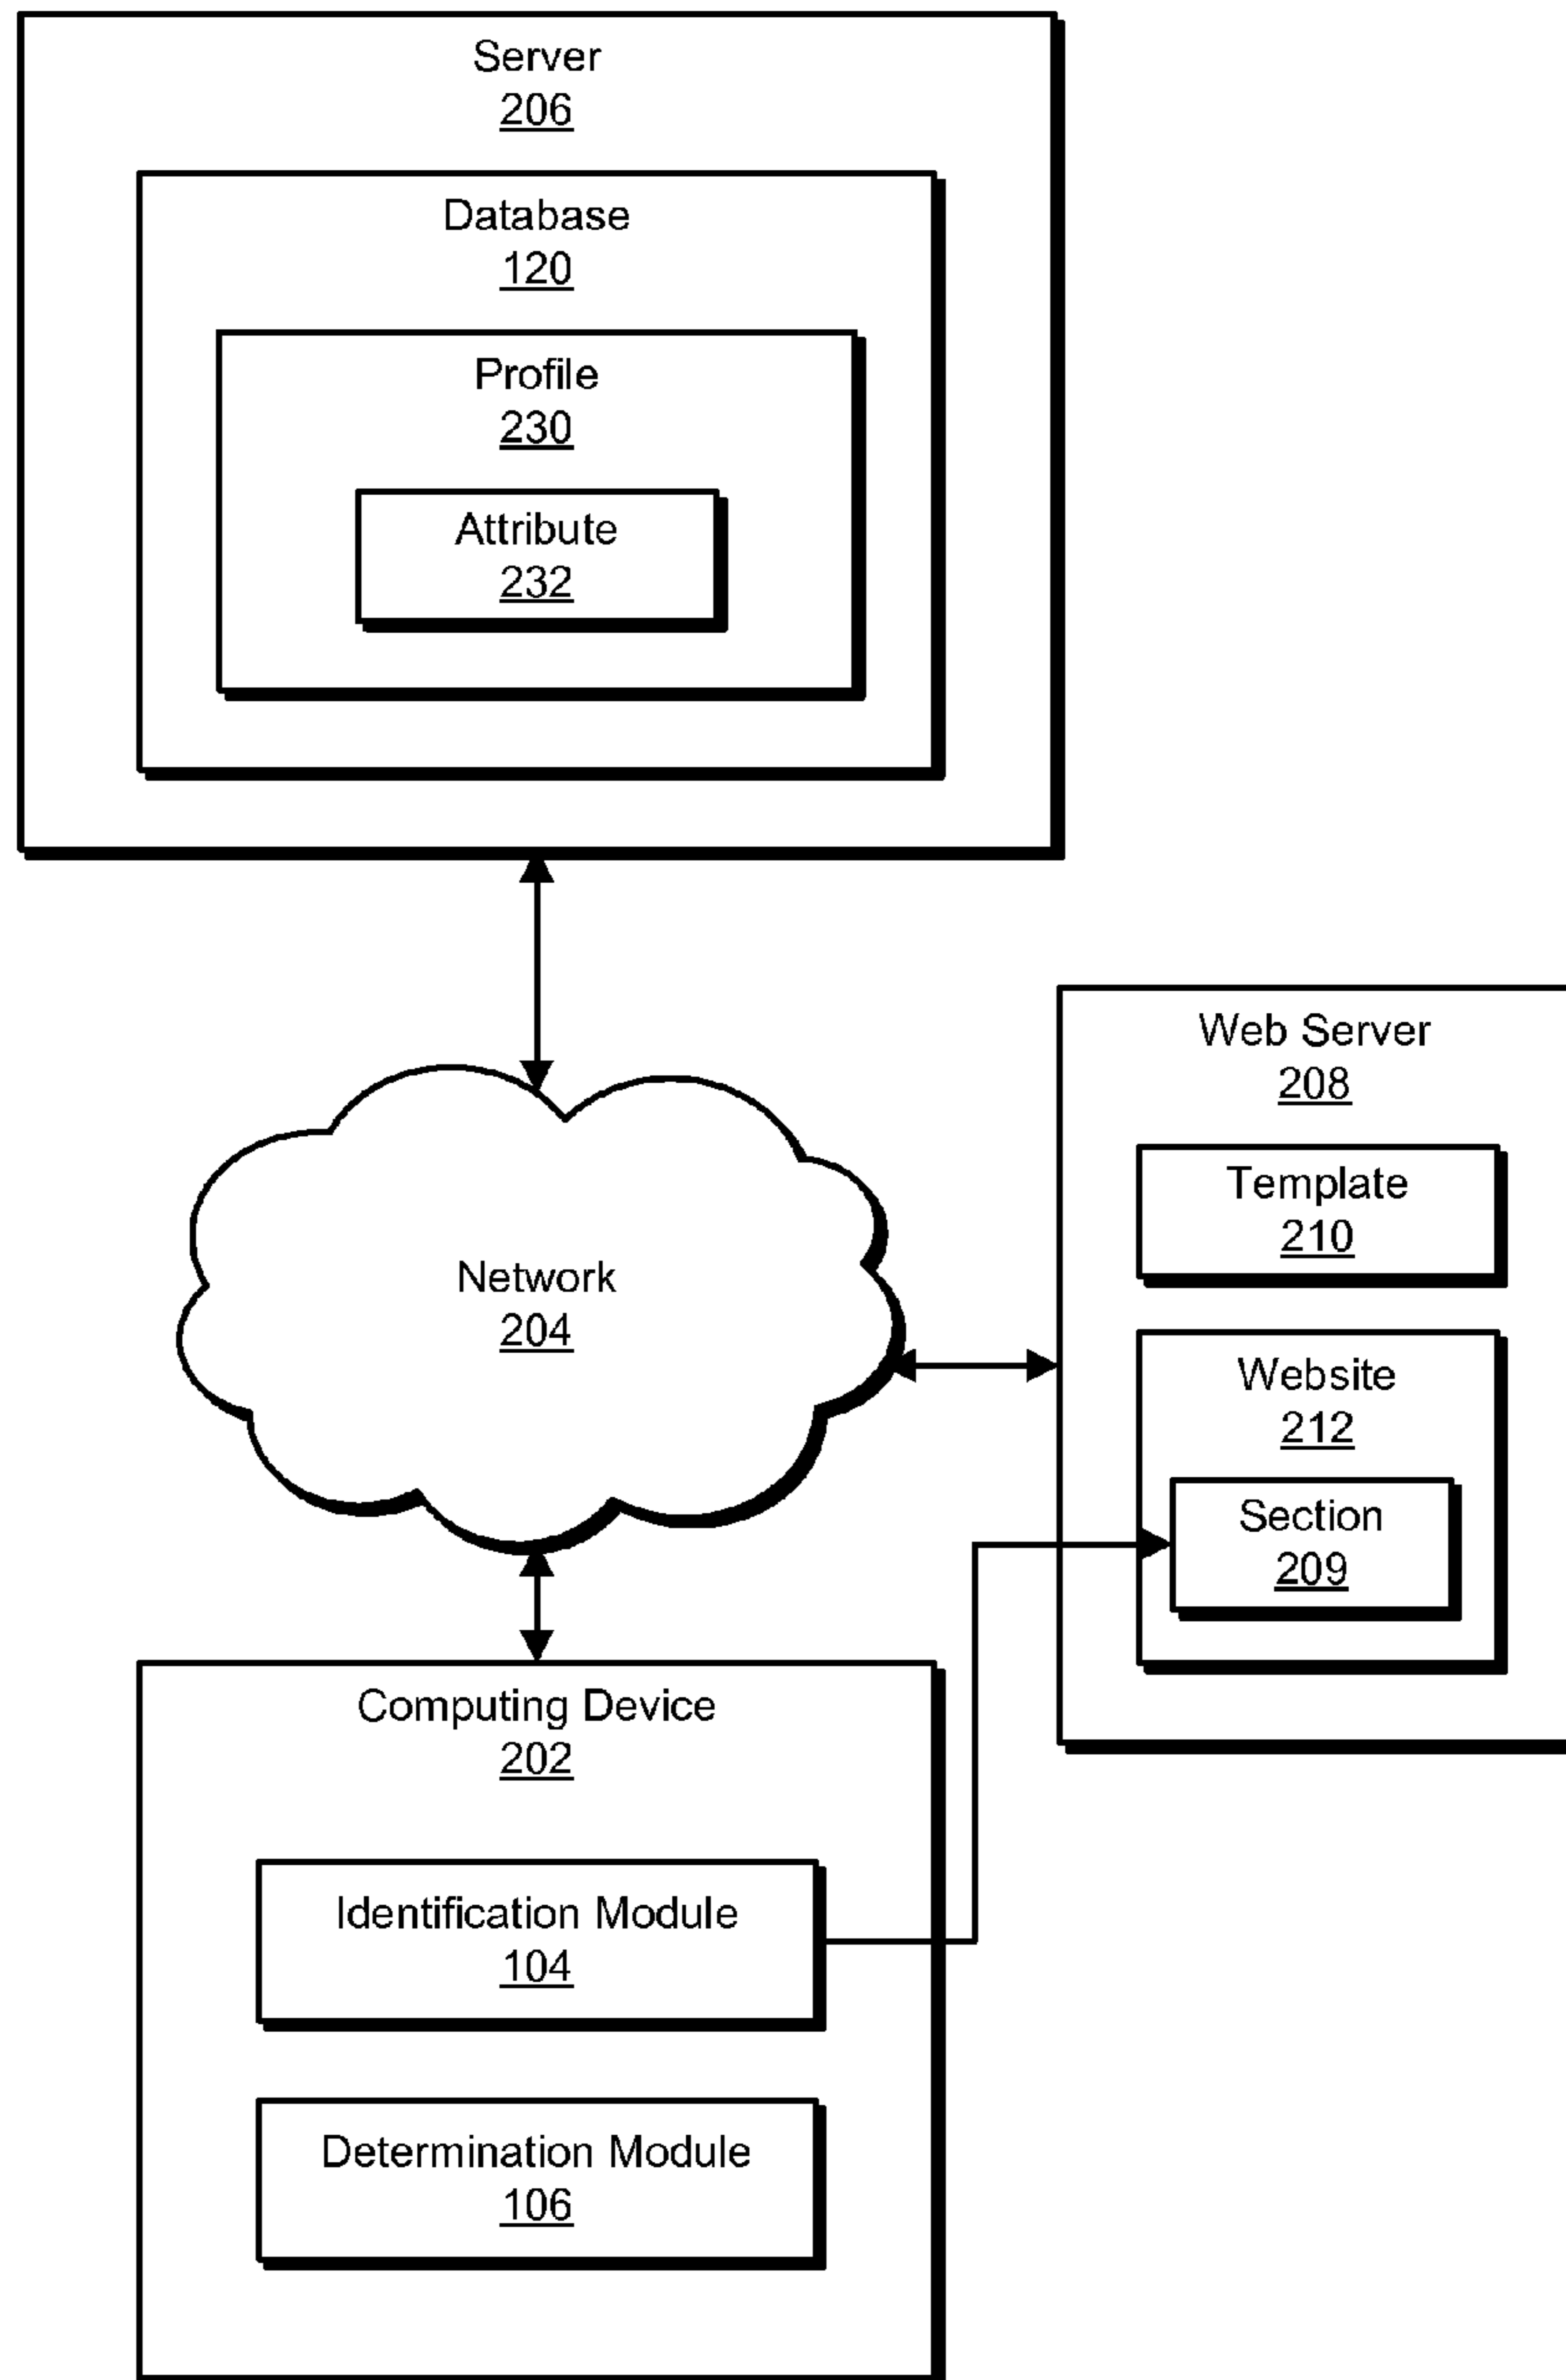 Server
206
Database
120
Profile
230
Attribute
232
Web Server
208
Template
210
Network
204
Website
212
Section
209
Computing Device
202
Identification Module
104
Determination Module
106